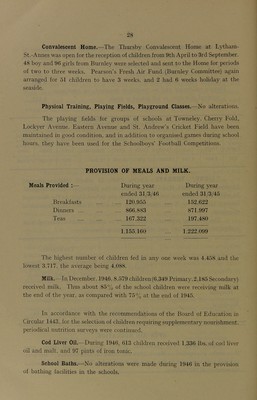 28
Convalescent Home.—The Thursby Convalescent Home at Lytham-
St.-Annes was open for the reception of children from 9th April to 3rd September.
48 boy and 96 girls from Burnley were selected and sent to the Home for periods
of two to three weeks. Pearson's Fresh Air Fund (Burnley Committee) again
arranged for 51 children to have 3 weeks, and 2 had 6 weeks holiday at the
seaside.
Physical Training, Playing Fields, Playground Classes.—No alterations.
The playing fields for groups of schools at Towneley, Cherry Fold,
Lockyer Avenue, Eastern Avenue and St. Andrew's Cricket Field have been
maintained in good condition, and in addition to organised games during school
hours, they have been used for the Schoolboys' Football Competitions.
PROVISION OF MEALS AND MILK.
Meals Provided :— During year During year
ended 31/3/46 ended 31/3/45
Breakfasts 120,955 152,622
Dinners 866,883 871,997
Teas 167,322 197,480
1,155,160 1,222,099
The highest number of children fed in any one week was 4,458 and the
lowest 3,717, the average being 4,088.
Milk.—In December, 1946, 8,579 children (6,349 Primary, 2,185 Secondary)
received milk. Thus about 85% of the school children were receiving milk at
the end of the year, as compared with 75% at the end of 1945.
In accordance with the recommendations of the Board of Education in
Circular 1443, for the selection of children requiring supplementary nourishment,
periodical nutrition surveys were continued.
Cod Liver Oil.—During 1946, 613 children received 1,336 lbs. of cod liver
oil and malt, and 97 pints of iron tonic.
School Baths.—No alterations were made during 1946 in the provision
of bathing facilities in the schools.